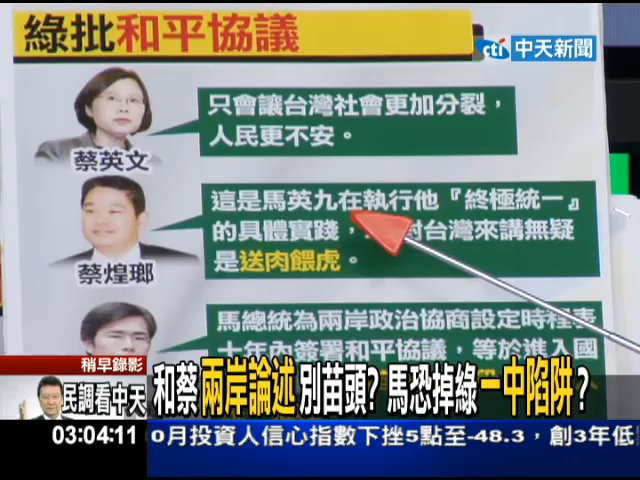 綠批和平協議
cti 中天新聞
只會讓台灣社會更加分裂，
人民更不安。
蔡英文
這是馬英九在執行他『終極統一』
的具體實踐，
對台灣來講無疑
是送肉餵虎。
蔡煌瑯
馬總統為兩岸政治協商設定時程表
十年內簽署和平協議，等於進入國
稍早錄影
民調看中天
和蔡兩岸論述別苗頭？馬恐掉綠一中陷阱？
03:04:11
0月投資人信心指數下挫5點至-48.3，創3年低